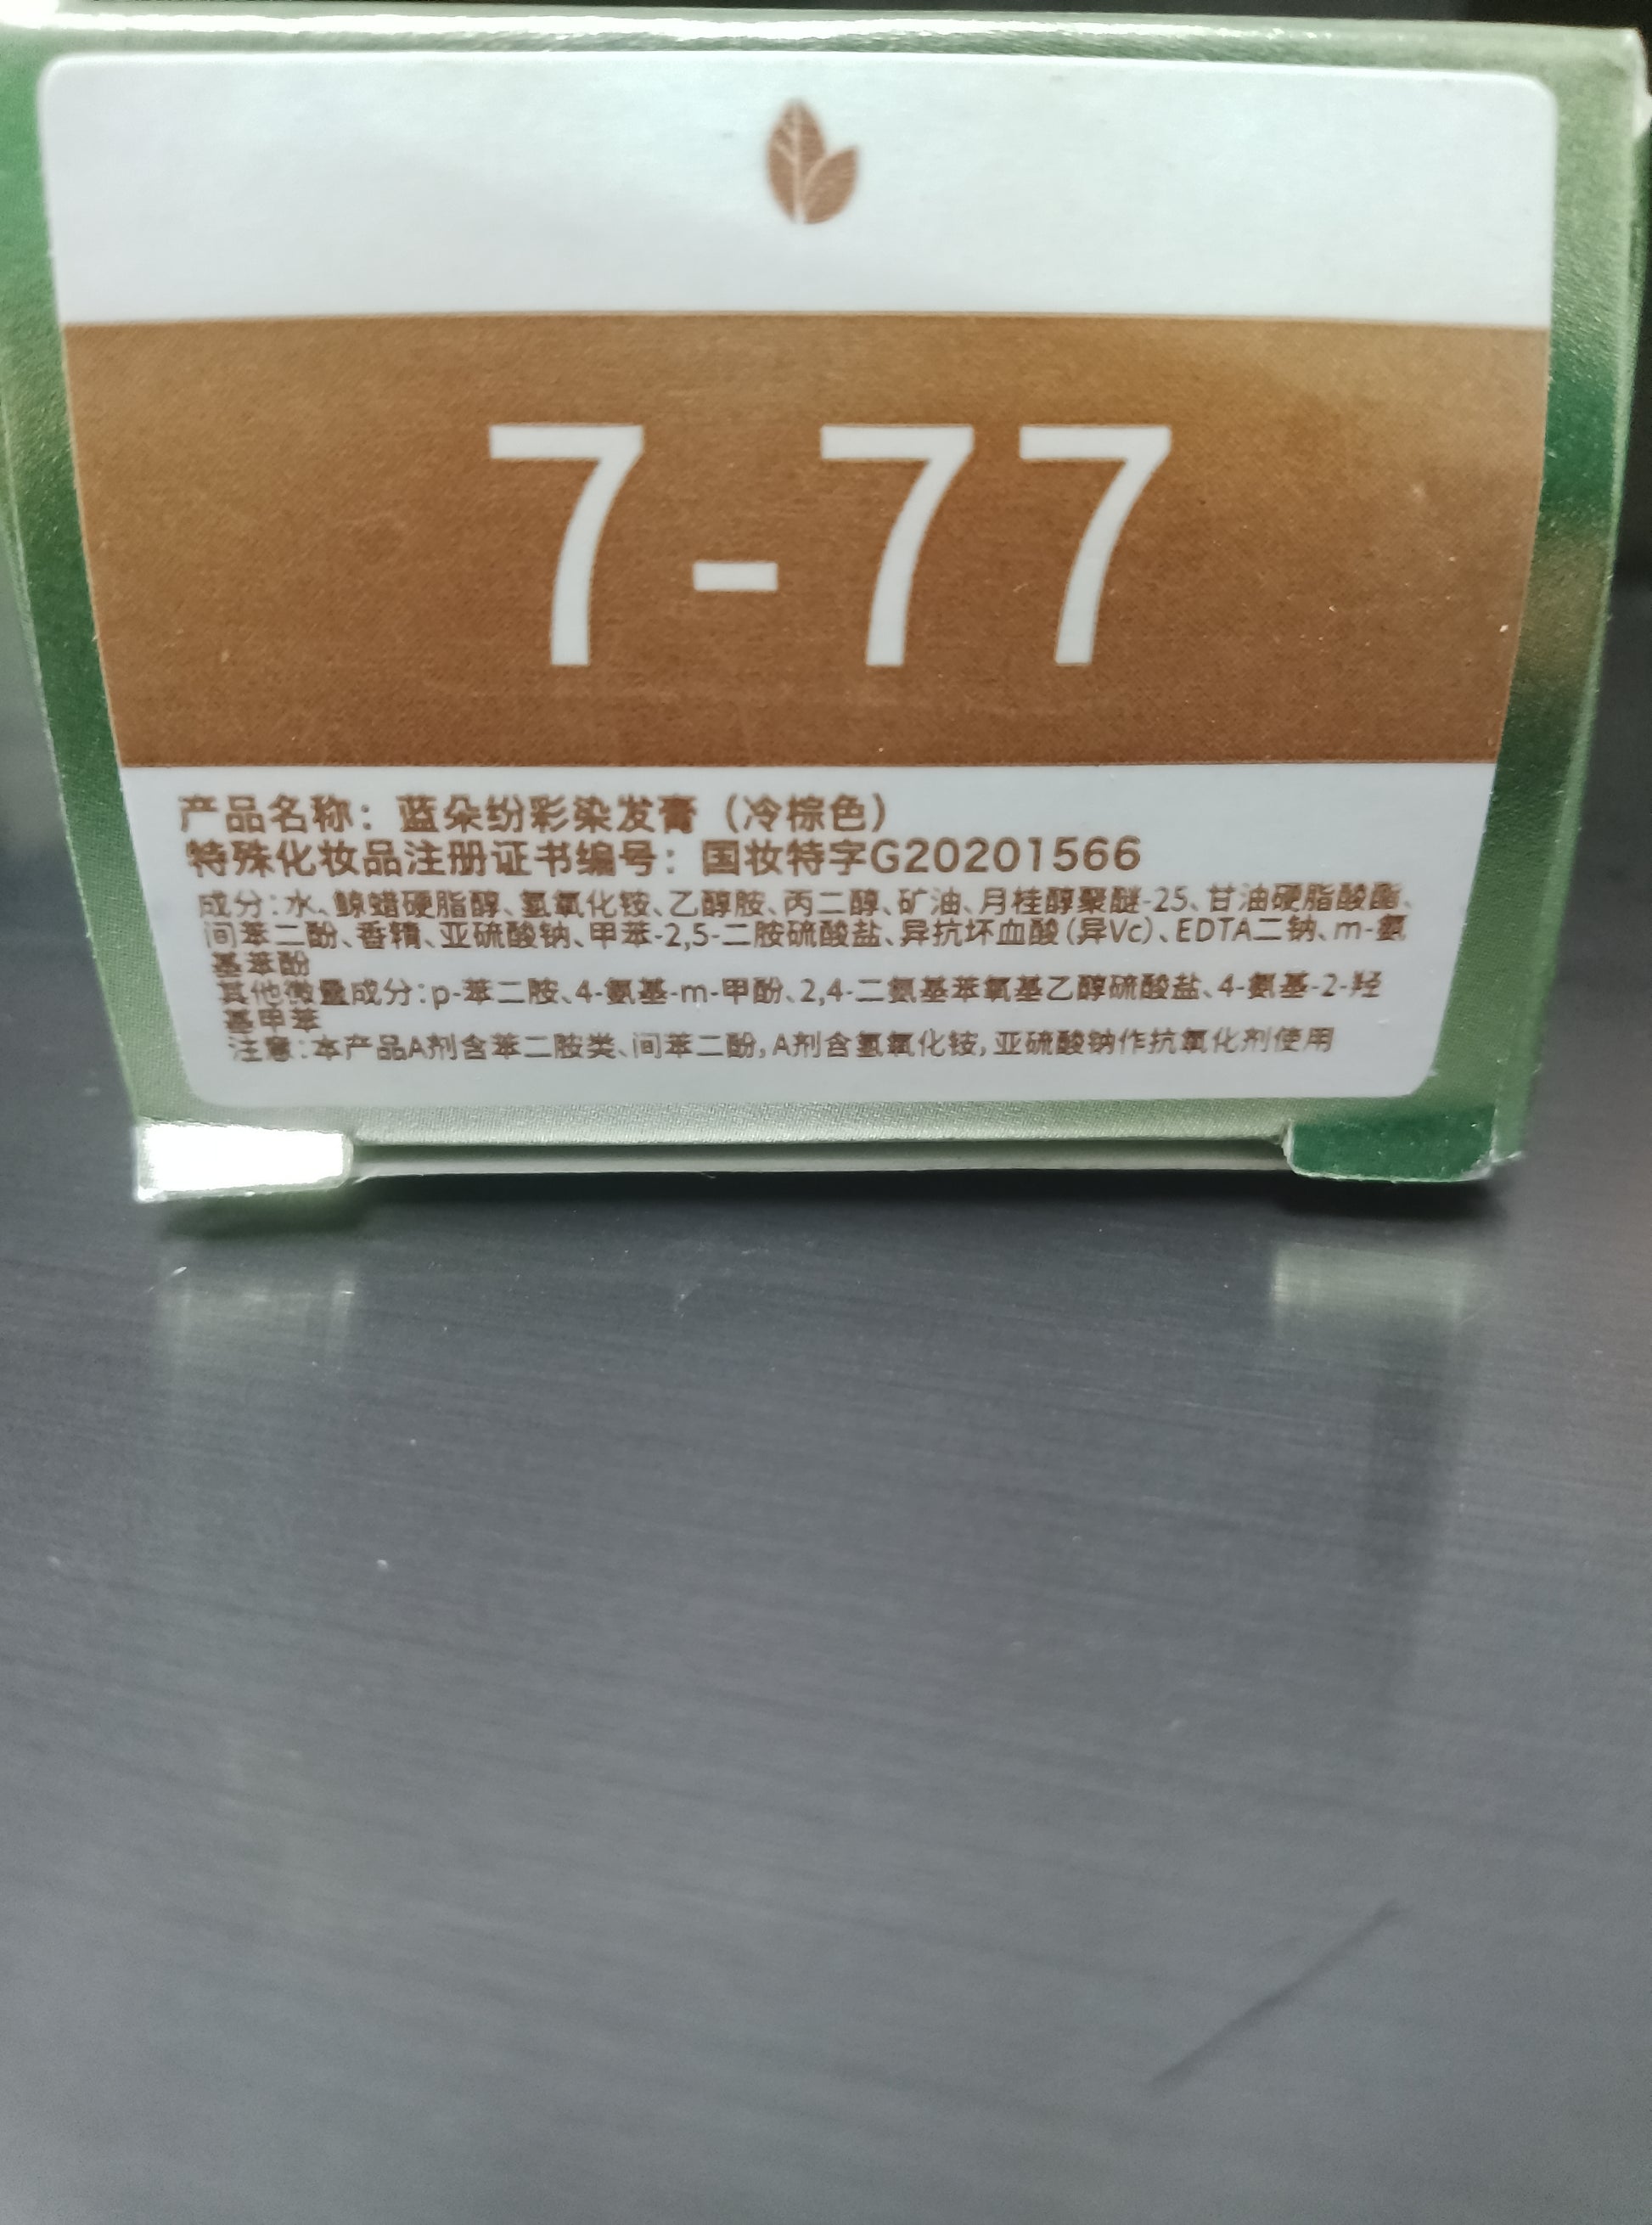 7-77
产品名称：蓝朵纷彩染发膏（冷棕色）
特殊化妆品注册证书编号：国妆特字G20201566
成分：水、鲸蜡硬脂醇、氢氧化铵、乙醇胺、丙二醇、矿油、月桂醇聚醚-25、甘油硬脂酸酯、
间苯二酚、香精、亚硫酸钠、甲苯-2,5-二胺硫酸盐、异抗坏血酸（异Vc）、EDTA二钠、m-氨
基苯酚
其他微量成分：p-苯二胺、4-氨基-m-甲酚、2,4-二氨基苯氧基乙醇硫酸盐、4-氨基-2-羟
基甲苯
注意：本产品A剂含苯二胺类、间苯二酚，A剂含氢氧化铵，亚硫酸钠作抗氧化剂使用